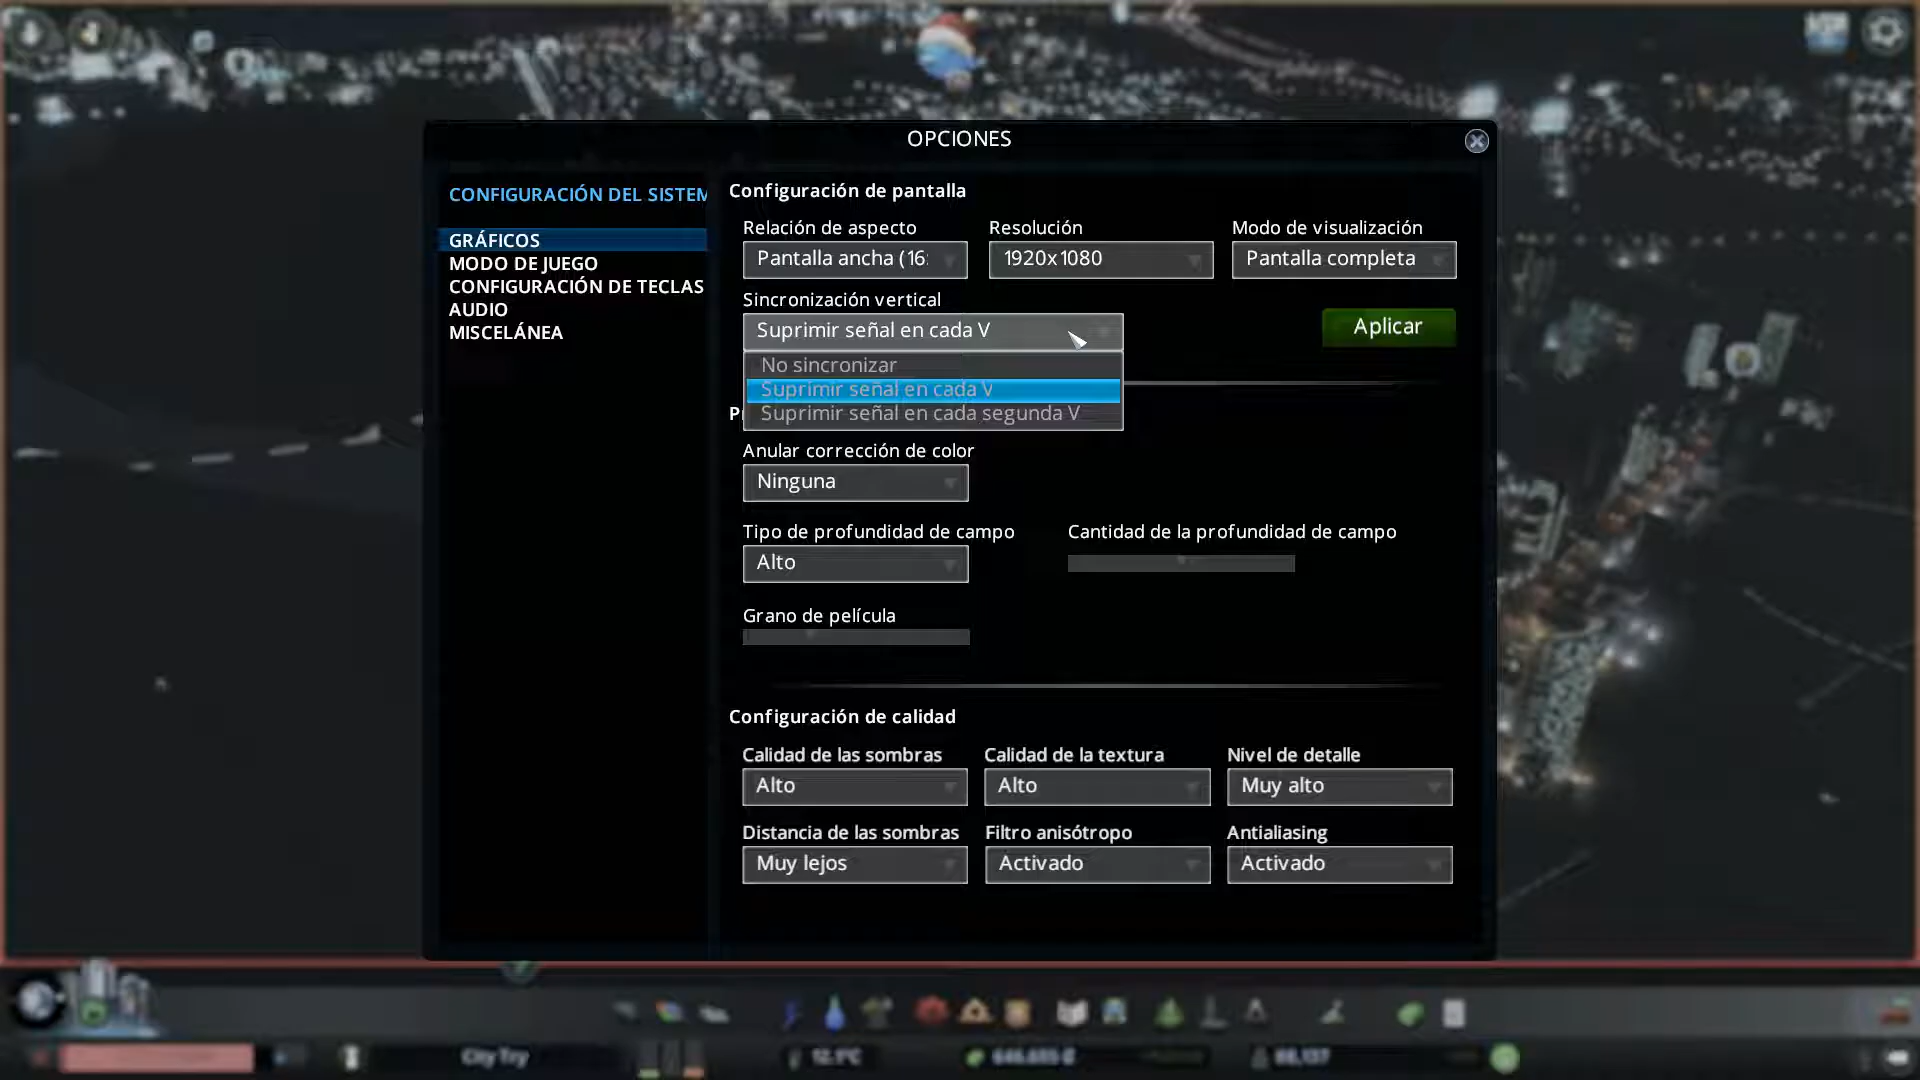 OPCIONES
CONFIGURACIÓN DEL SISTEM
GRÁFICOS
MODO DE JUEGO
CONFIGURACIÓN DE TECLAS
AUDIO
MISCELÁNEA
Configuración de pantalla
Relación de aspecto
Resolución
Modo de visualización
Pantalla ancha (16:
1920x1080
Pantalla completa
Sincronización vertical
Suprimir señal en cada V
Aplicar
No sincronizar
Suprimir señal en cada V
Suprimir señal en cada segunda V
Anular corrección de color
Ninguna
Tipo de profundidad de campo
Cantidad de la profundidad de campo
Alto
Grano de película
Configuración de calidad
Calidad de las sombras
Calidad de la textura
Nivel de detalle
Alto
Alto
Muy alto
Distancia de las sombras
Filtro anisótropo
Antialiasing
Muy lejos
Activado
Activado
City Try
12.1°C